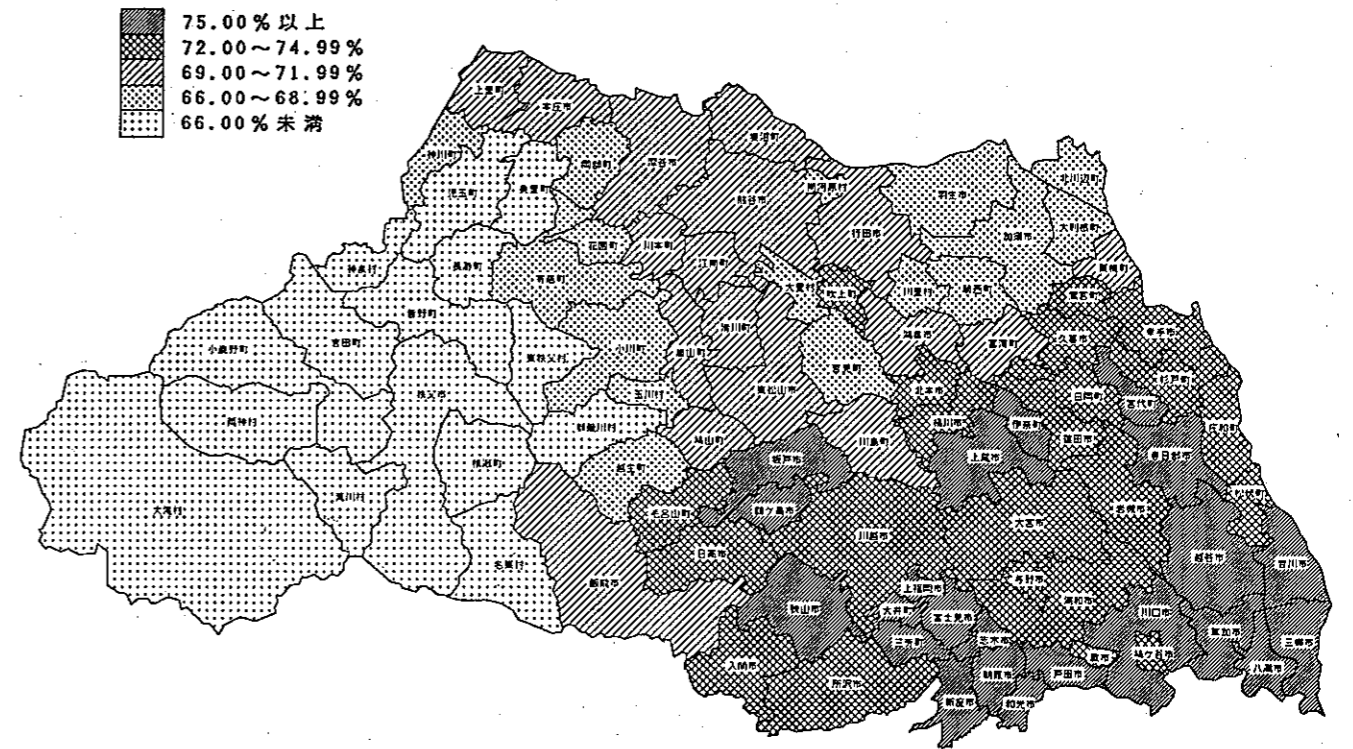 75.00%以上
72.00～74.99%
69.00～71.99%
66.00～68.99%
66.00%未満
上里町
本庄市
妻沼町
神川町
岡部町
深谷市
南河原村
北川辺町
児玉町
美里町
熊谷市
羽生市
行田市
加須市
大利根町
花園町
川本町
江南町
栗橋町
神泉村
長瀞町
寄居町
大里村
吹上町
川里村
騎西町
鷲宮町
皆野町
滑川町
鴻巣市
久喜市
幸手市
小鹿野町
吉田町
東秩父村
小川町
嵐山町
吉見町
菖蒲町
杉戸町
秩父市
玉川村
東松山市
北本市
白岡町
宮代町
両神村
都幾川村
鳩山町
川島町
桶川市
伊奈町
蓮田市
庄和町
横瀬町
越生町
坂戸市
上尾市
春日部市
大滝村
荒川村
毛呂山町
鶴ケ島市
川越市
大宮市
岩槻市
松伏町
名栗村
日高市
越谷市
吉川市
飯能市
狭山市
上福岡市
与野市
大井町
富士見市
浦和市
川口市
草加市
三郷市
三芳町
志木市
蕨市
鳩ケ谷市
入間市
所沢市
朝霞市
戸田市
八潮市
新座市
和光市